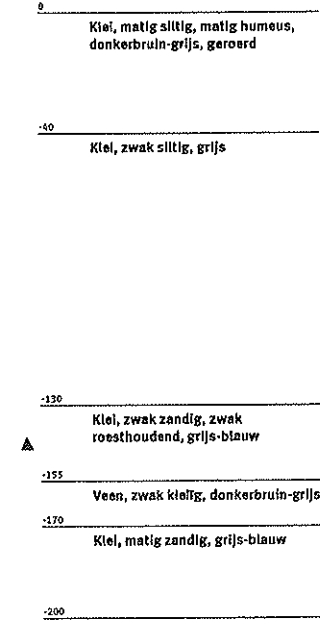 0
Klei, matig siltig, matig humeus,
donkerbruin-grijs, geroerd
-40
Klei, zwak siltig, grijs
-130
Klei, zwak zandig, zwak
roesthoudend, grijs-blauw
-155
Veen, zwak kleiïg, donkerbruin-grijs
-170
Klei, matig zandig, grijs-blauw
-200